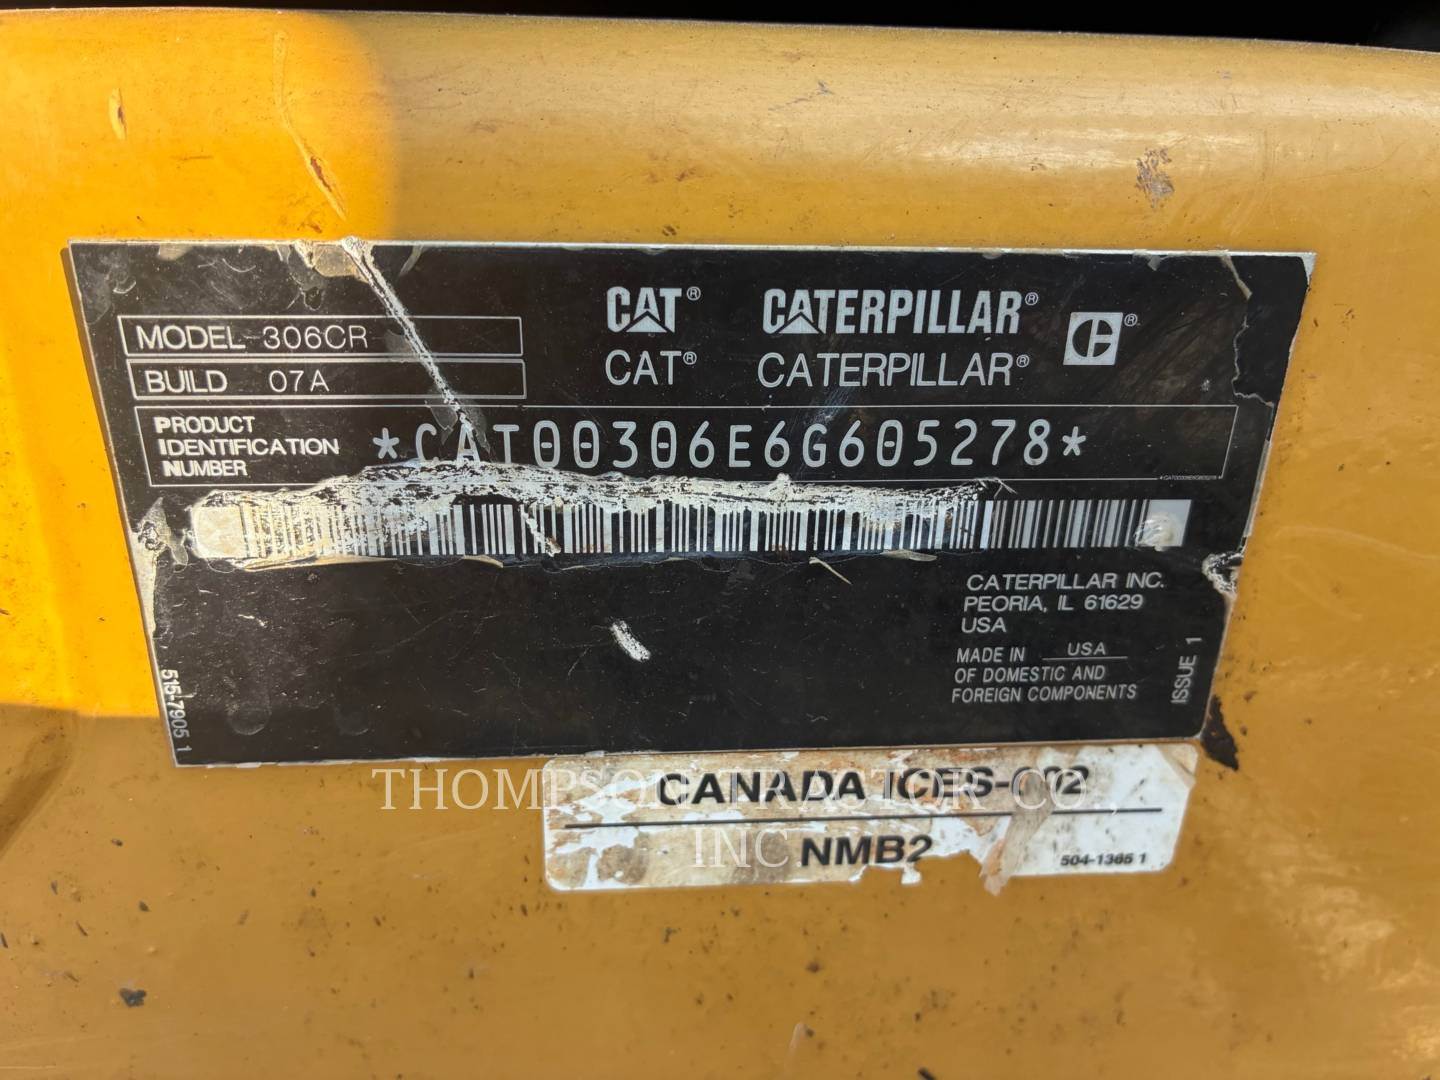 CAT® CATERPILLAR® ®
CAT® CATERPILLAR®
MODEL 306CR
BUILD 07A
PRODUCT
IDENTIFICATION
NUMBER
*CAT00306E6G605278*
*CAT00306E6G605278*
CATERPILLAR INC.
PEORIA, IL 61629
USA
MADE IN USA
OF DOMESTIC AND
FOREIGN COMPONENTS
ISSUE 1
515-7905 1
CANADA ICES-002
NMB2
504-1365 1
THOMPSON TRACTOR CO.,
INC